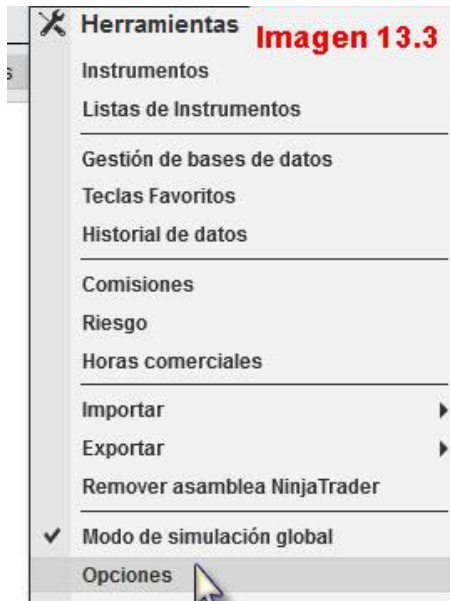 Herramientas
Imagen 13.3
Instrumentos
Listas de Instrumentos
Gestión de bases de datos
Teclas Favoritos
Historial de datos
Comisiones
Riesgo
Horas comerciales
Importar
Exportar
Remover asamblea NinjaTrader
Modo de simulación global
Opciones